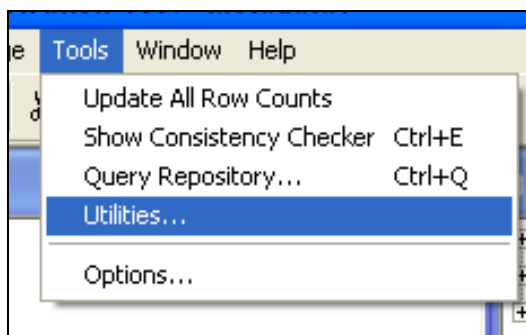 Tools Window Help
Update All Row Counts
Show Consistency Checker Ctrl+E
Query Repository... Ctrl+Q
Utilities...
Options...